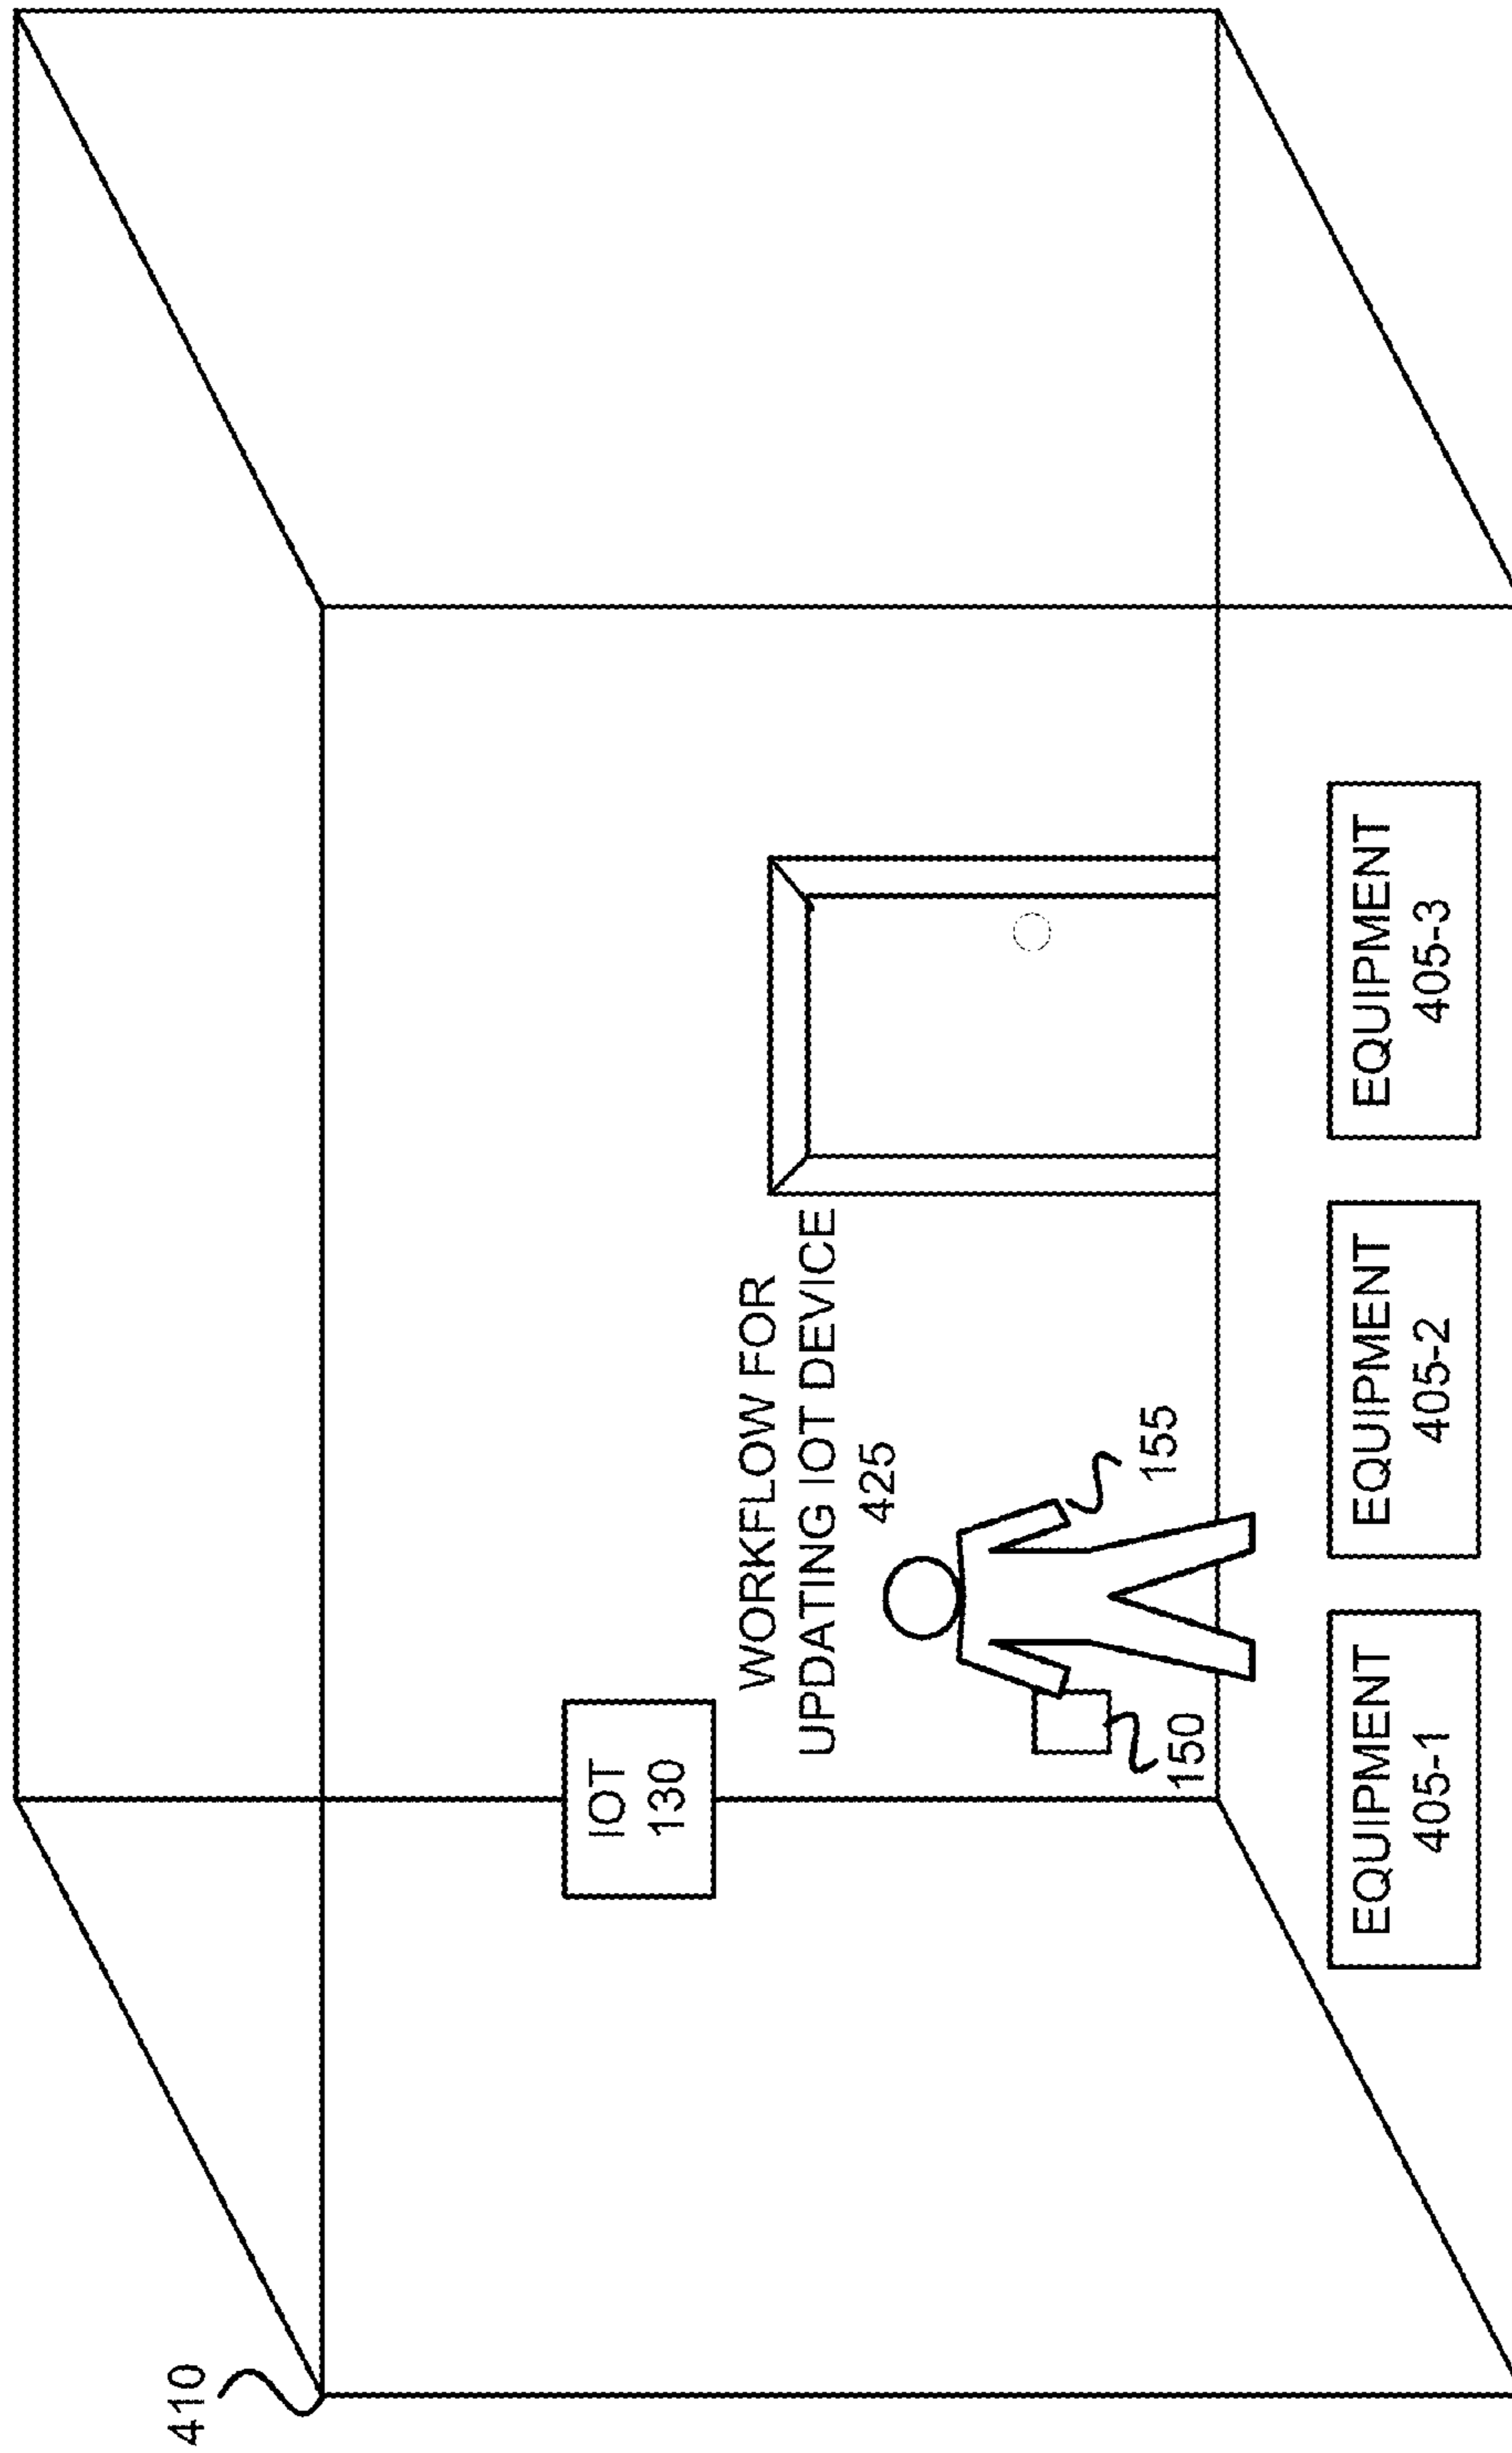 410
IOT
130
WORKFLOW FOR
UPDATING IOT DEVICE
425
155
150
EQUIPMENT
405-1
EQUIPMENT
405-2
EQUIPMENT
405-3